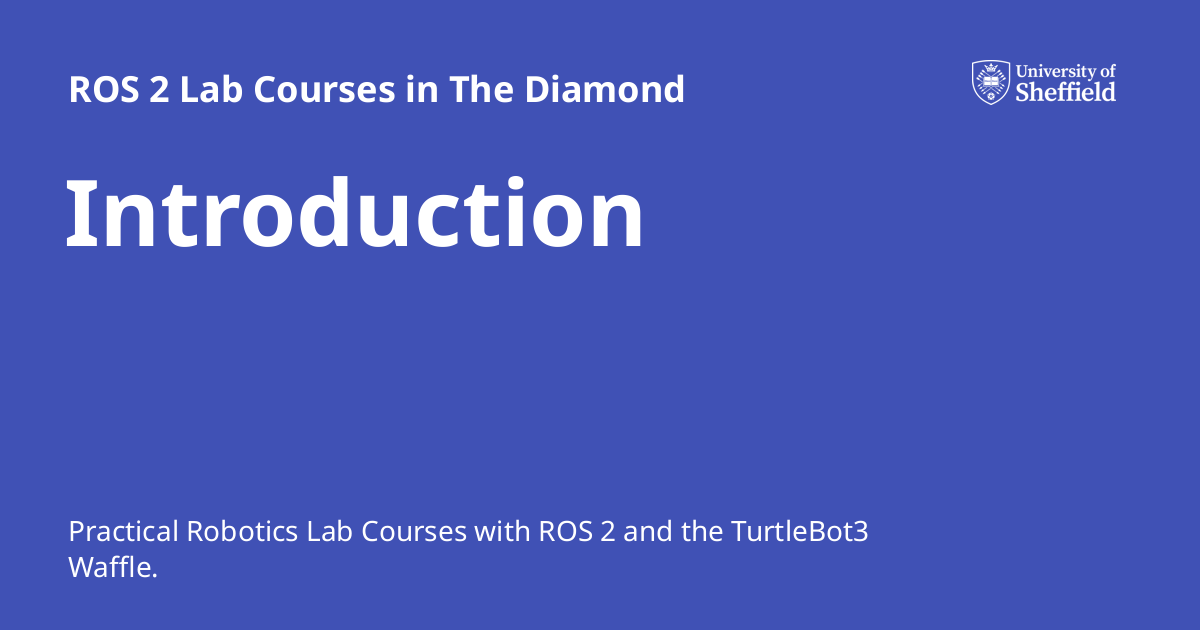 ROS 2 Lab Courses in The Diamond
University of
Sheffield
Introduction
Practical Robotics Lab Courses with ROS 2 and the TurtleBot3
Waffle.